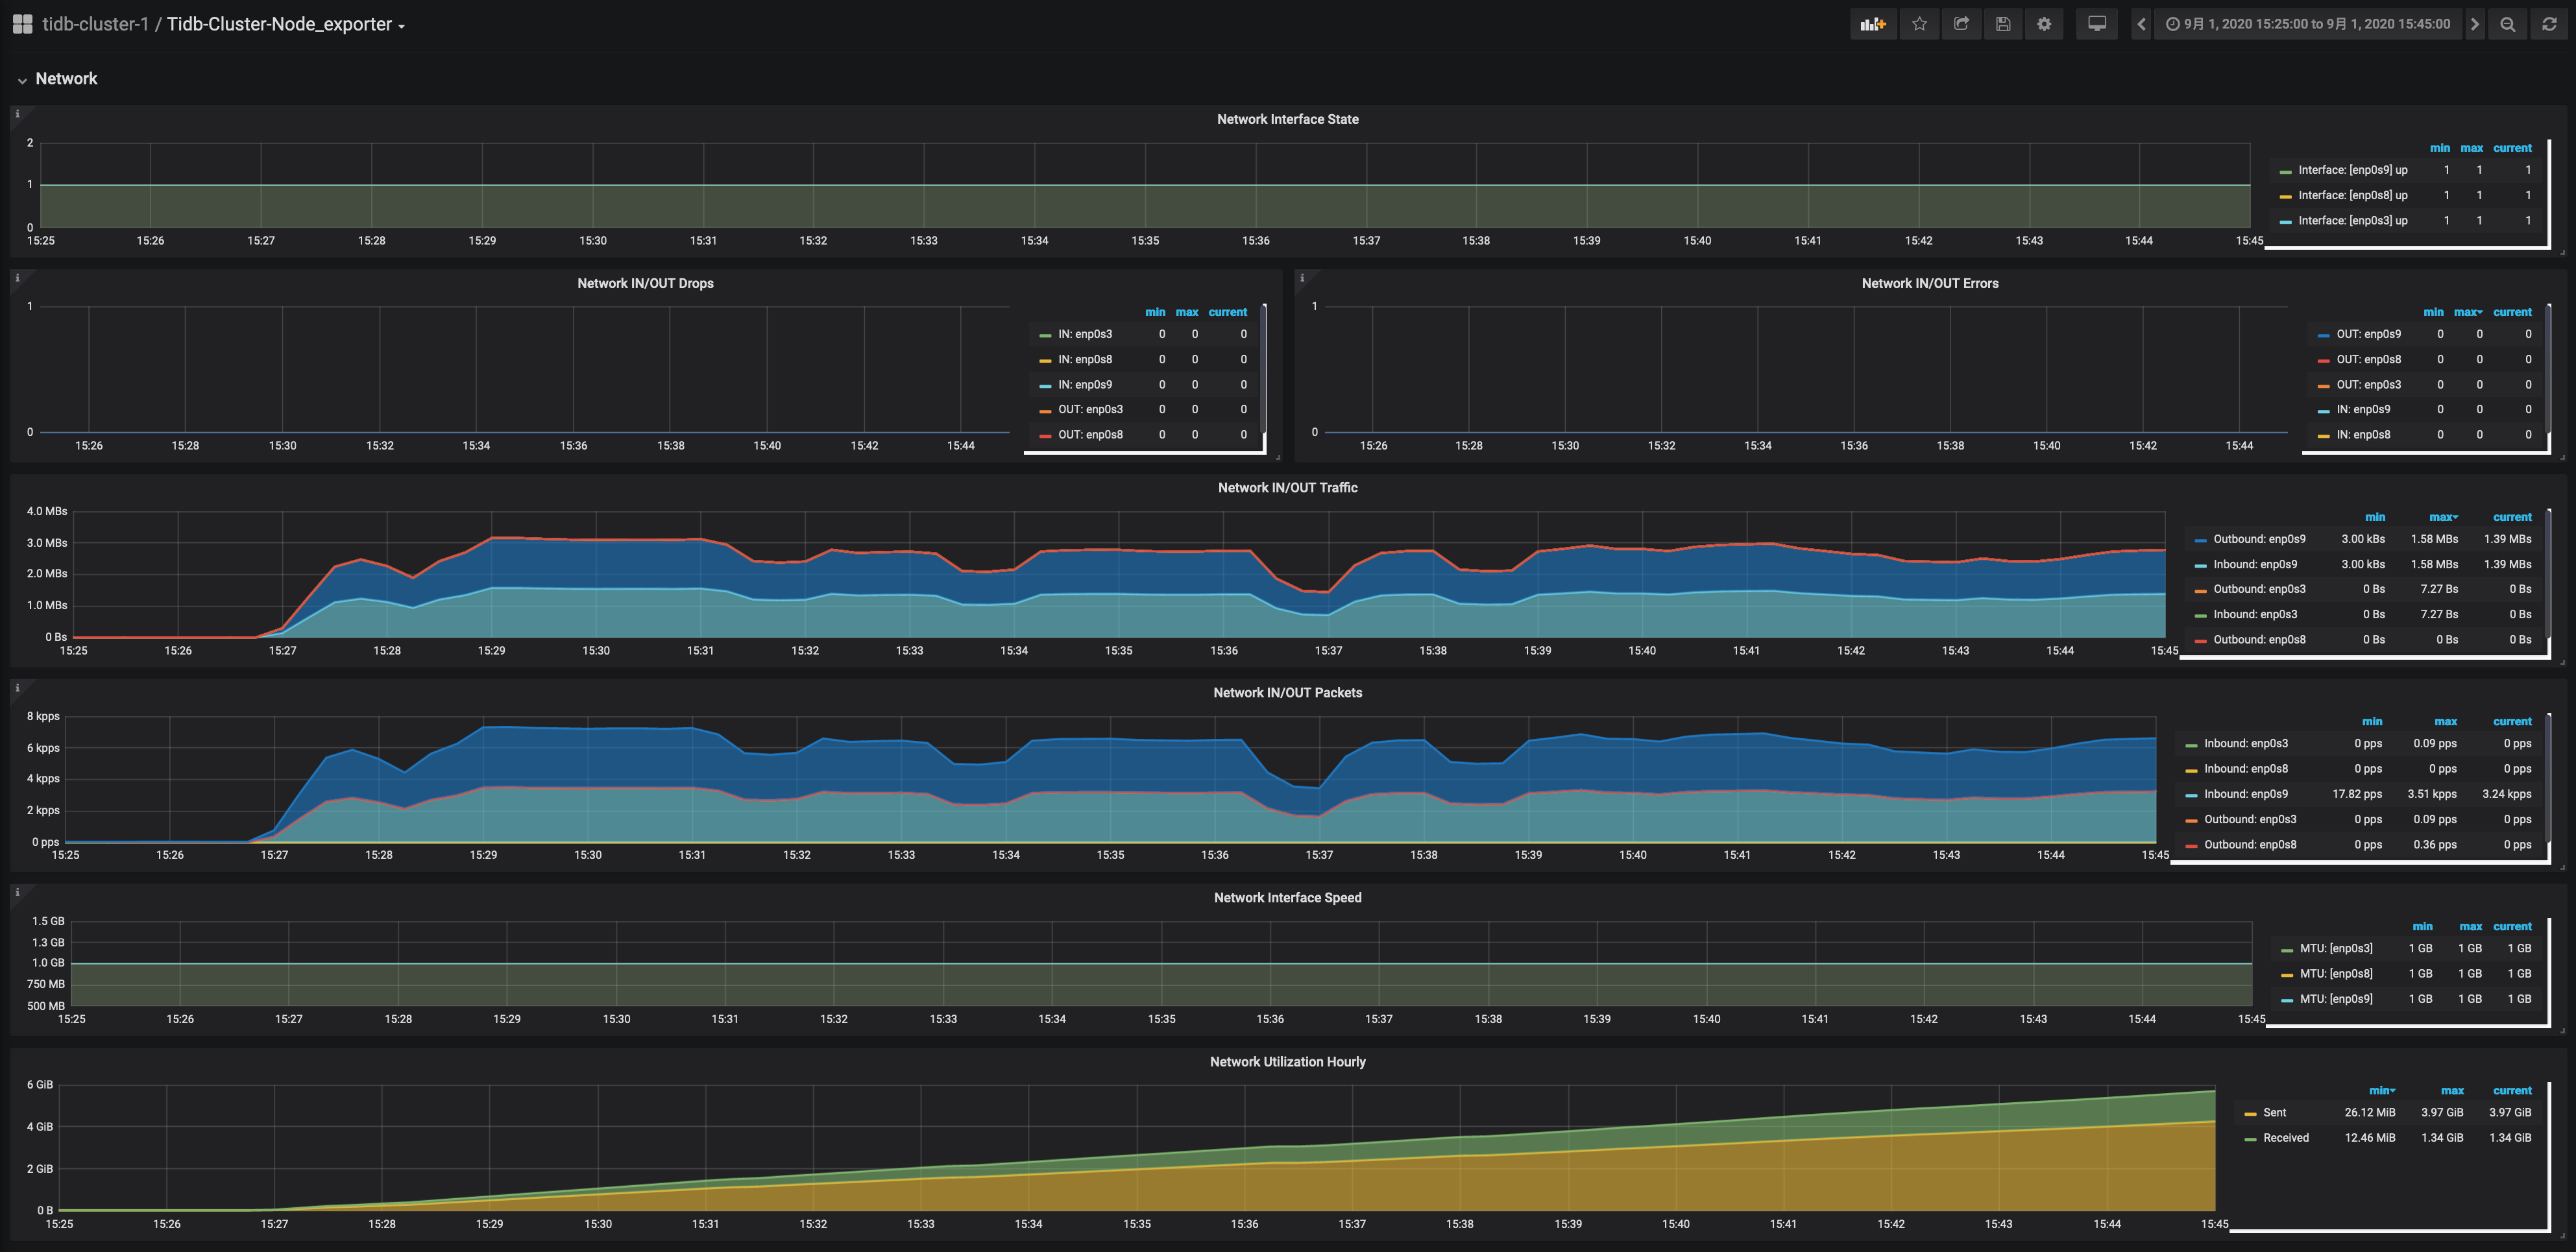 tidb-cluster-1 / Tidb-Cluster-Node_exporter
9月 1, 2020 15:25:00 to 9月 1, 2020 15:45:00
Network
Network Interface State
2
1
0
15:25 15:26 15:27 15:28 15:29 15:30 15:31 15:32 15:33 15:34 15:35 15:36 15:37 15:38 15:39 15:40 15:41 15:42 15:43 15:44 15:45
min max current
Interface: [enp0s9] up 1 1 1
Interface: [enp0s8] up 1 1 1
Interface: [enp0s3] up 1 1 1
Network IN/OUT Drops
1
0
15:26 15:28 15:30 15:32 15:34 15:36 15:38 15:40 15:42 15:44
min max current
IN: enp0s3 0 0 0
IN: enp0s8 0 0 0
IN: enp0s9 0 0 0
OUT: enp0s3 0 0 0
OUT: enp0s8 0 0 0
Network IN/OUT Errors
1
0
15:26 15:28 15:30 15:32 15:34 15:36 15:38 15:40 15:42 15:44
min max current
OUT: enp0s9 0 0 0
OUT: enp0s8 0 0 0
OUT: enp0s3 0 0 0
IN: enp0s9 0 0 0
IN: enp0s8 0 0 0
Network IN/OUT Traffic
4.0 MBs
3.0 MBs
2.0 MBs
1.0 MBs
0 Bs
15:25 15:26 15:27 15:28 15:29 15:30 15:31 15:32 15:33 15:34 15:35 15:36 15:37 15:38 15:39 15:40 15:41 15:42 15:43 15:44 15:45
min max current
Outbound: enp0s9 3.00 kBs 1.58 MBs 1.39 MBs
Inbound: enp0s9 3.00 kBs 1.58 MBs 1.39 MBs
Outbound: enp0s3 0 Bs 7.27 Bs 0 Bs
Inbound: enp0s3 0 Bs 7.27 Bs 0 Bs
Outbound: enp0s8 0 Bs 0 Bs 0 Bs
Network IN/OUT Packets
8 kpps
6 kpps
4 kpps
2 kpps
0 pps
15:25 15:26 15:27 15:28 15:29 15:30 15:31 15:32 15:33 15:34 15:35 15:36 15:37 15:38 15:39 15:40 15:41 15:42 15:43 15:44 15:45
min max current
Inbound: enp0s3 0 pps 0.09 pps 0 pps
Inbound: enp0s8 0 pps 0 pps 0 pps
Inbound: enp0s9 17.82 pps 3.51 kpps 3.24 kpps
Outbound: enp0s3 0 pps 0.09 pps 0 pps
Outbound: enp0s8 0 pps 0.36 pps 0 pps
Network Interface Speed
1.5 GB
1.3 GB
1.0 GB
750 MB
500 MB
15:25 15:26 15:27 15:28 15:29 15:30 15:31 15:32 15:33 15:34 15:35 15:36 15:37 15:38 15:39 15:40 15:41 15:42 15:43 15:44 15:45
min max current
MTU: [enp0s3] 1 GB 1 GB 1 GB
MTU: [enp0s8] 1 GB 1 GB 1 GB
MTU: [enp0s9] 1 GB 1 GB 1 GB
Network Utilization Hourly
6 GiB
4 GiB
2 GiB
0 B
15:25 15:26 15:27 15:28 15:29 15:30 15:31 15:32 15:33 15:34 15:35 15:36 15:37 15:38 15:39 15:40 15:41 15:42 15:43 15:44 15:45
min max current
Sent 26.12 MiB 3.97 GiB 3.97 GiB
Received 12.46 MiB 1.34 GiB 1.34 GiB